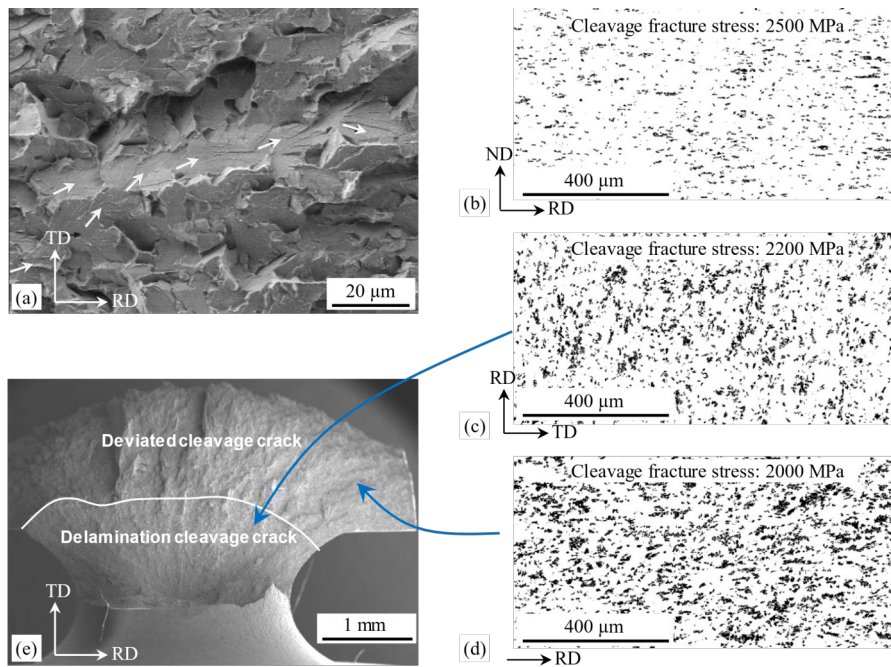 TD
(a)
RD
20 μm
Cleavage fracture stress: 2500 MPa
ND
400 μm
(b)
RD
Cleavage fracture stress: 2200 MPa
RD
400 μm
(c)
TD
Cleavage fracture stress: 2000 MPa
400 μm
(d)
RD
Deviated cleavage crack
Delamination cleavage crack
TD
(e)
RD
1 mm